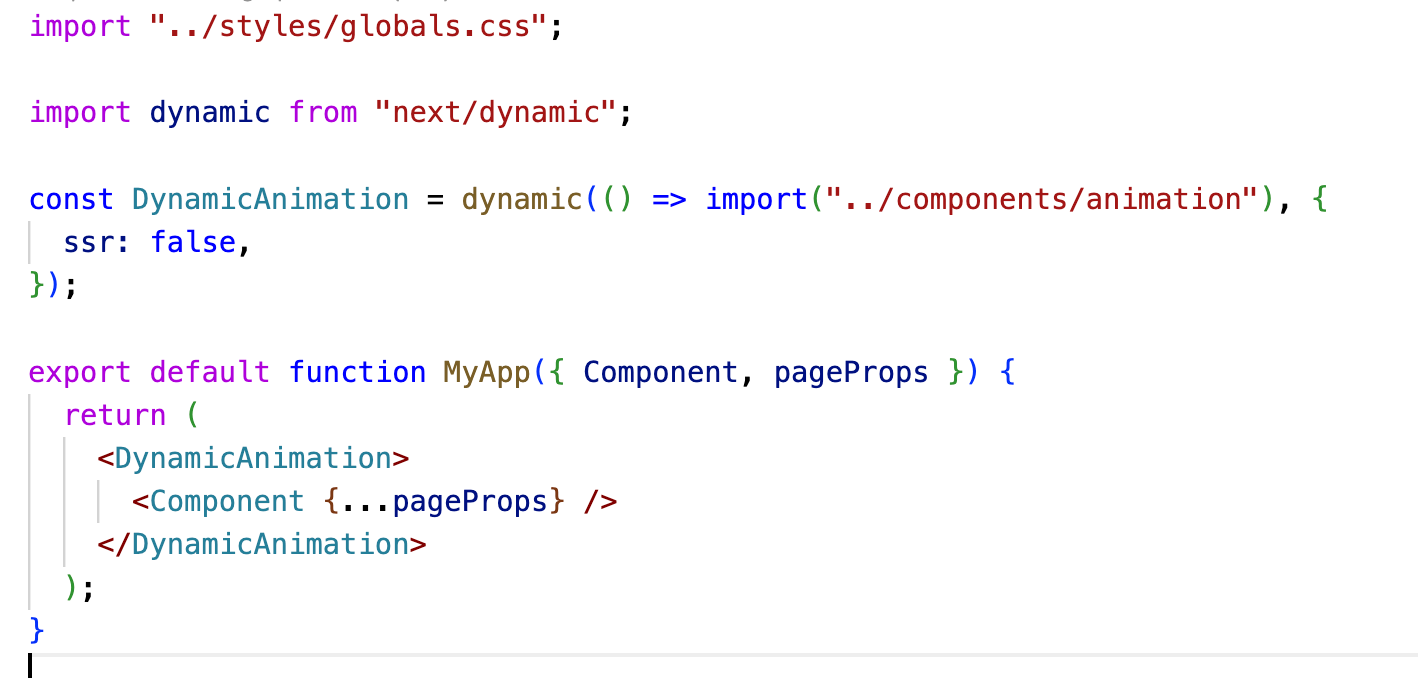 import "../styles/globals.css";
import dynamic from "next/dynamic";
const DynamicAnimation = dynamic(() => import("../components/animation"), {
  ssr: false,
});
export default function MyApp({ Component, pageProps }) {
  return (
    <DynamicAnimation>
      <Component {...pageProps} />
    </DynamicAnimation>
  );
}